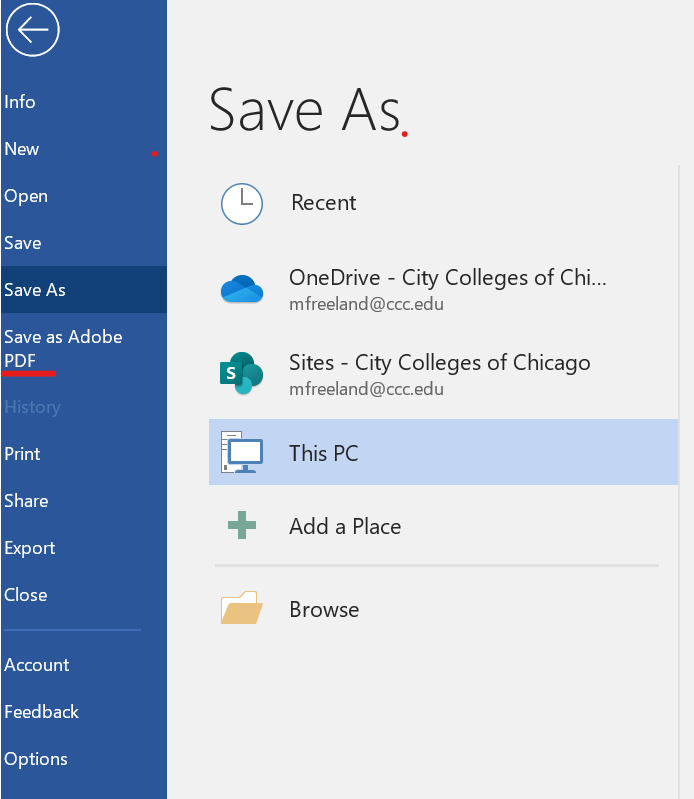 Info
New
Open
Save
Save As
Save as Adobe
PDF
History
Print
Share
Export
Close
Account
Feedback
Options
Save As
Recent
OneDrive - City Colleges of Chi...
mfreeland@ccc.edu
S
Sites - City Colleges of Chicago
mfreeland@ccc.edu
This PC
Add a Place
Browse